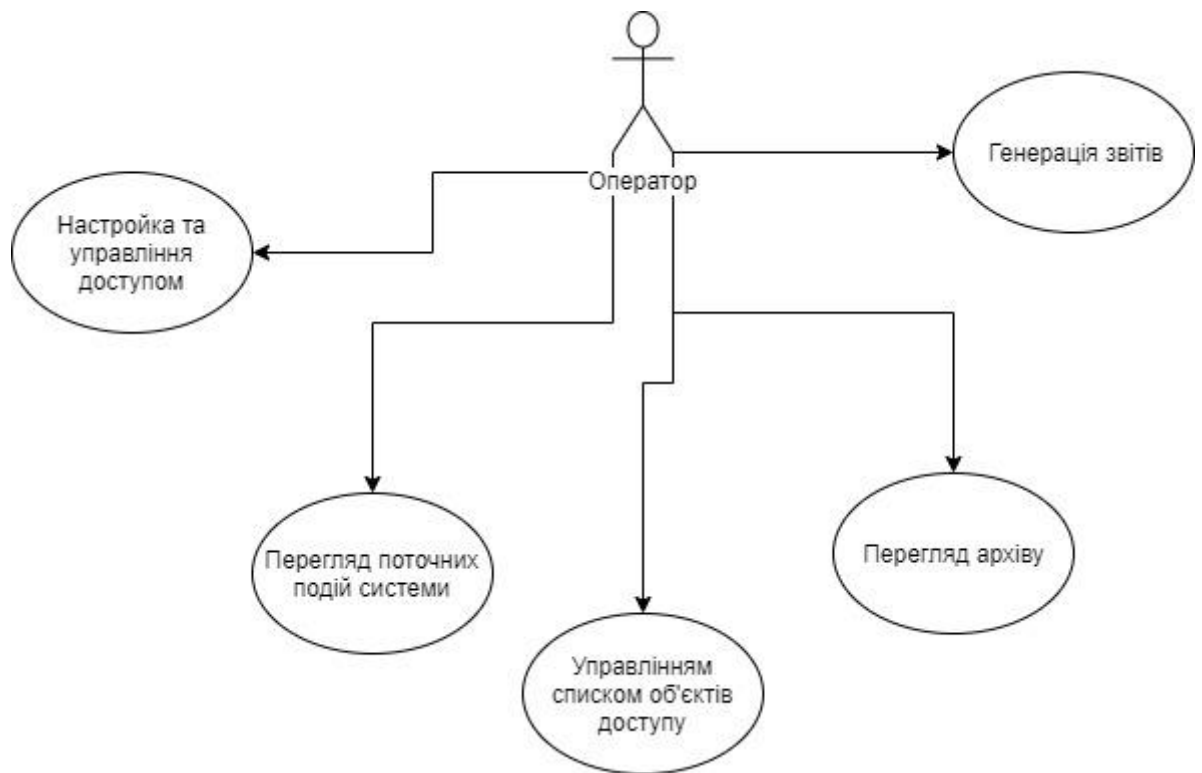 Оператор
Генерація звітів
Настройка та
управління
доступом
Перегляд поточних
подій системи
Перегляд архіву
Управлінням
списком об'єктів
доступу